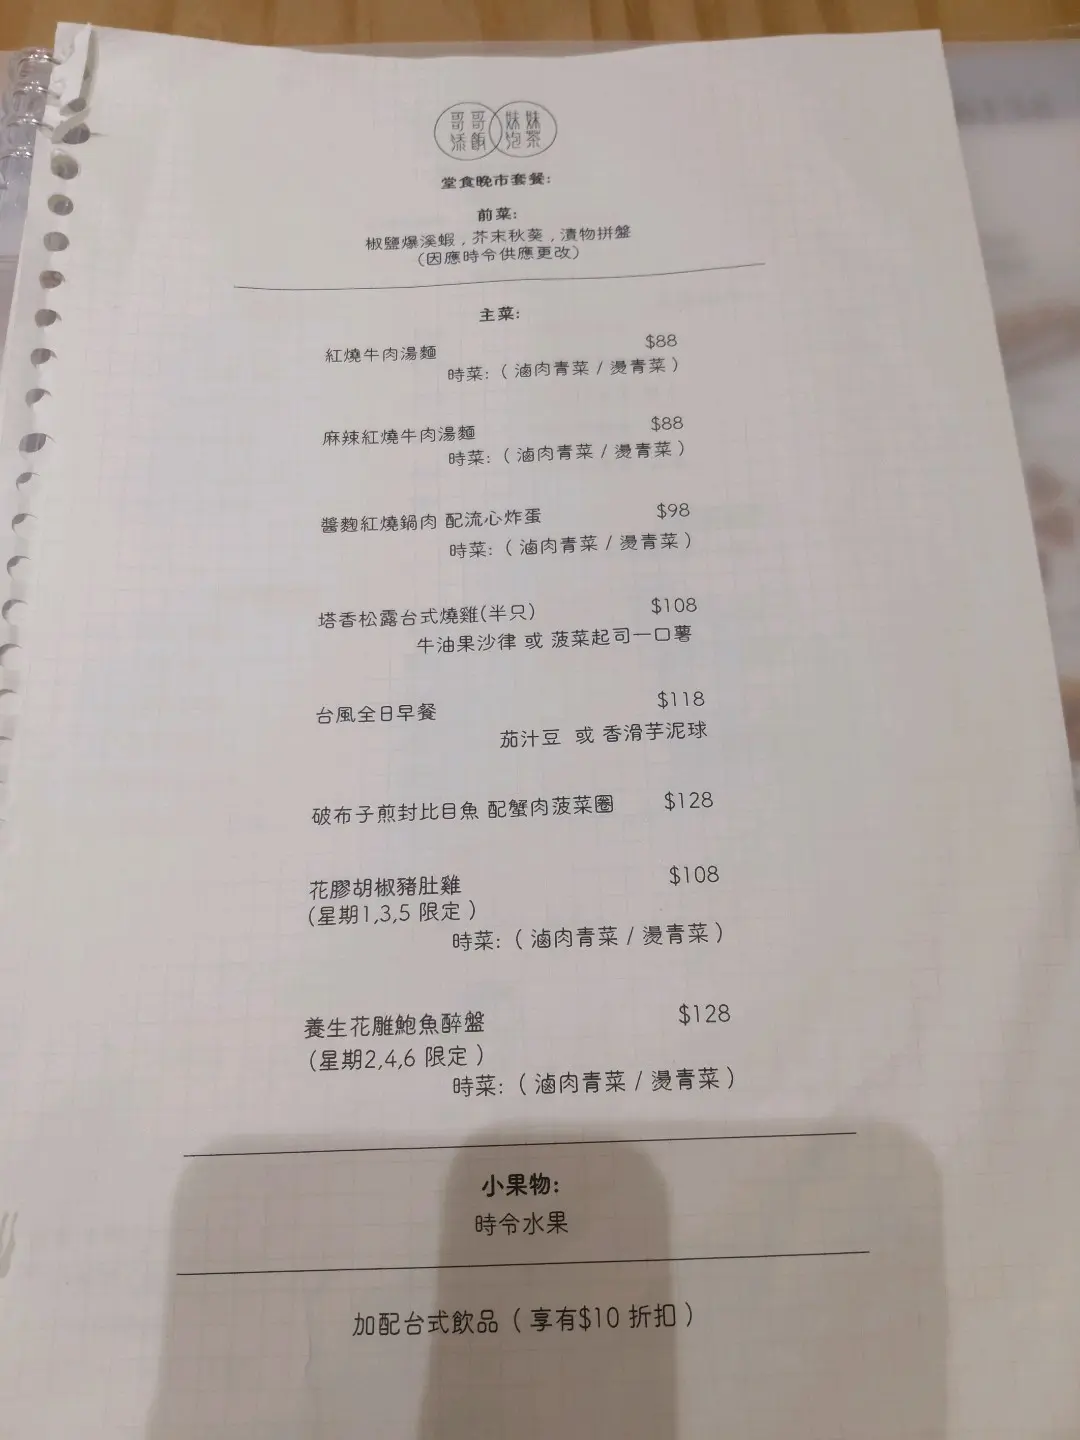 哥哥 妹妹
添飯 泡茶
堂食晚市套餐:
前菜:
椒鹽爆溪蝦 , 芥末秋葵 , 漬物拼盤
(因應時令供應更改)
主菜:
紅燒牛肉湯麵 $88
時菜: ( 滷肉青菜 / 燙青菜 )
麻辣紅燒牛肉湯麵 $88
時菜: ( 滷肉青菜 / 燙青菜 )
醬麴紅燒鍋肉 配流心炸蛋 $98
時菜: ( 滷肉青菜 / 燙青菜 )
塔香松露台式燒雞(半只) $108
牛油果沙律 或 菠菜起司一口薯
台風全日早餐 $118
茄汁豆 或 香滑芋泥球
破布子煎封比目魚 配蟹肉菠菜圈 $128
花膠胡椒豬肚雞 $108
(星期1,3,5 限定 )
時菜: ( 滷肉青菜 / 燙青菜 )
養生花雕鮑魚醉盤 $128
(星期2,4,6 限定 )
時菜: ( 滷肉青菜 / 燙青菜 )
小果物:
時令水果
加配台式飲品 ( 享有$10 折扣 )